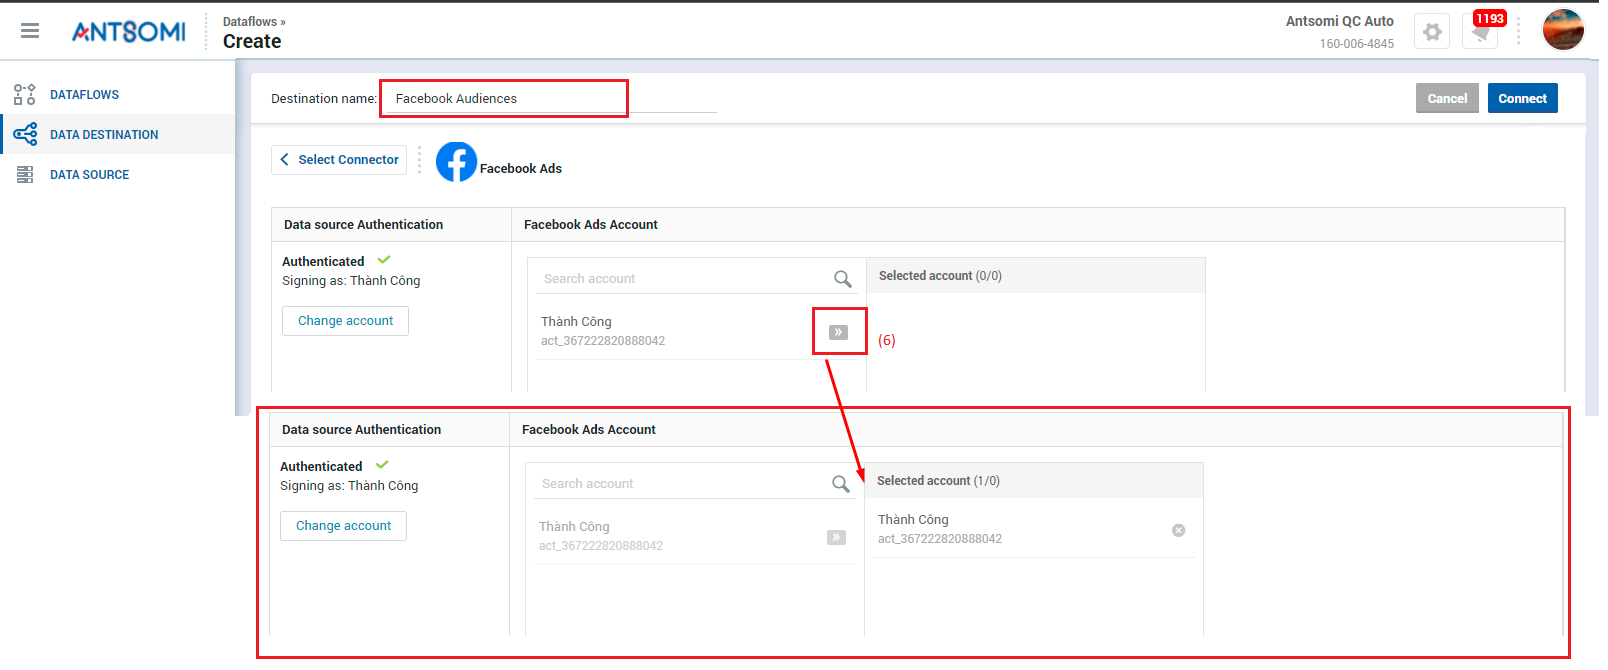 ANTSOMI
Dataflows »
Create
Antsomi QC Auto
160-006-4845
1193
DATAFLOWS
DATA DESTINATION
DATA SOURCE
Destination name: Facebook Audiences
Cancel
Connect
Select Connector
Facebook Ads
Data source Authentication
Facebook Ads Account
Authenticated
Signing as: Thành Công
Change account
Search account
Selected account (0/0)
Thành Công
act_367222820888042
(6)
Data source Authentication
Facebook Ads Account
Authenticated
Signing as: Thành Công
Change account
Search account
Selected account (1/0)
Thành Công
act_367222820888042
Thành Công
act_367222820888042